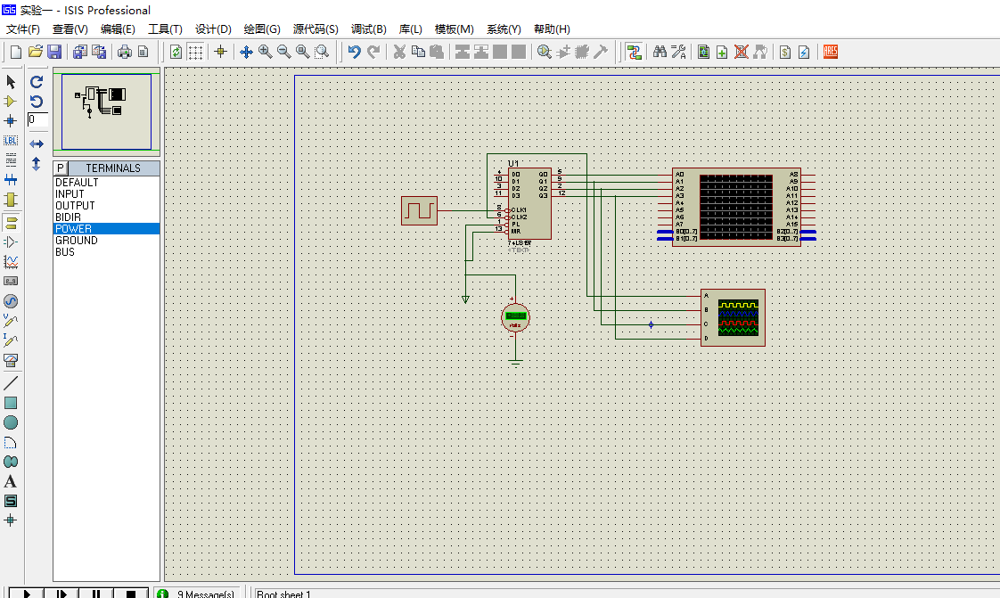 实验一 - ISIS Professional
文件(F) 查看(V) 编辑(E) 工具(T) 设计(D) 绘图(G) 源代码(S) 调试(B) 库(L) 模板(M) 系统(Y) 帮助(H)
ARES
LBL
0
P TERMINALS
DEFAULT
INPUT
OUTPUT
BIDIR
POWER
GROUND
BUS
A
S
U1
4 D0 Q0 5
10 D1 Q1 9
3 D2 Q2 2
11 D3 Q3 12
8 CLK1
6 CLK2
1 PL
13 MR
<TEXT>
A0 A8
A1 A9
A2 A10
A3 A11
A4 A12
A5 A13
A6 A14
A7 A15
B0[0..7] B2[0..7]
B1[0..7] B3[0..7]
A
B
C
D
+
Volts
-
9 Message(s) Root sheet 1